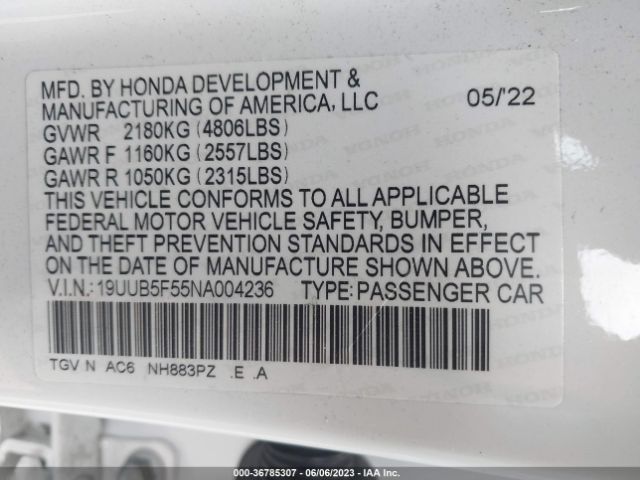 MFD. BY HONDA DEVELOPMENT &
MANUFACTURING OF AMERICA, LLC 05/'22
GVWR 2180KG (4806LBS)
GAWR F 1160KG (2557LBS)
GAWR R 1050KG (2315LBS)
THIS VEHICLE CONFORMS TO ALL APPLICABLE
FEDERAL MOTOR VEHICLE SAFETY, BUMPER,
AND THEFT PREVENTION STANDARDS IN EFFECT
ON THE DATE OF MANUFACTURE SHOWN ABOVE.
V.I.N.: 19UUB5F55NA004236 TYPE: PASSENGER CAR
TGV N AC6 NH883PZ .E .A
000-36785307 - 06/06/2023 - IAA Inc.